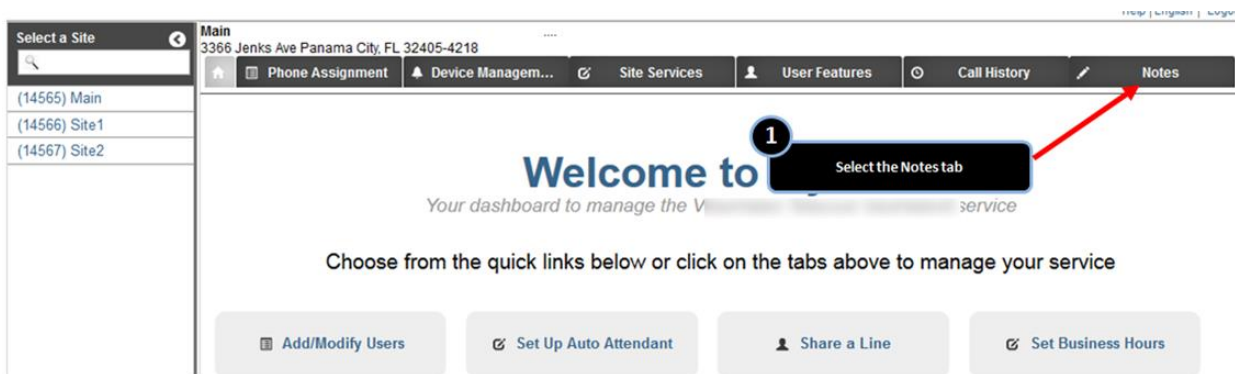 Help | English |
Select a Site
Main
....
3366 Jenks Ave Panama City, FL 32405-4218
Phone Assignment
Device Managem...
Site Services
User Features
Call History
Notes
(14565) Main
(14566) Site1
(14567) Site2
1
Select the Notes tab
Welcome to
Your dashboard to manage the service
Choose from the quick links below or click on the tabs above to manage your service
Add/Modify Users
Set Up Auto Attendant
Share a Line
Set Business Hours